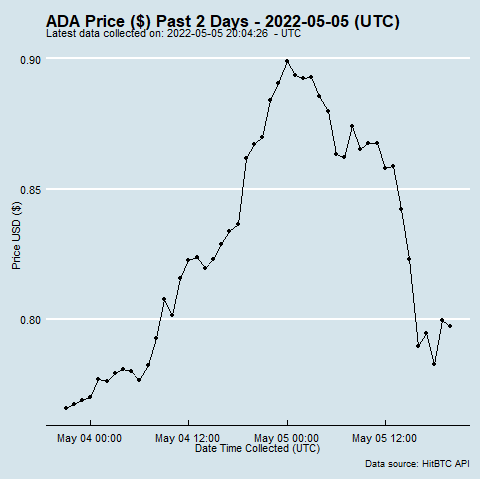 ADA Price ($) Past 2 Days - 2022-05-05 (UTC)
Latest data collected on: 2022-05-05 20:04:26 - UTC
0.90
0.85
0.80
Price USD ($)
May 04 00:00 May 04 12:00 May 05 00:00 May 05 12:00
Date Time Collected (UTC)
Data source: HitBTC API